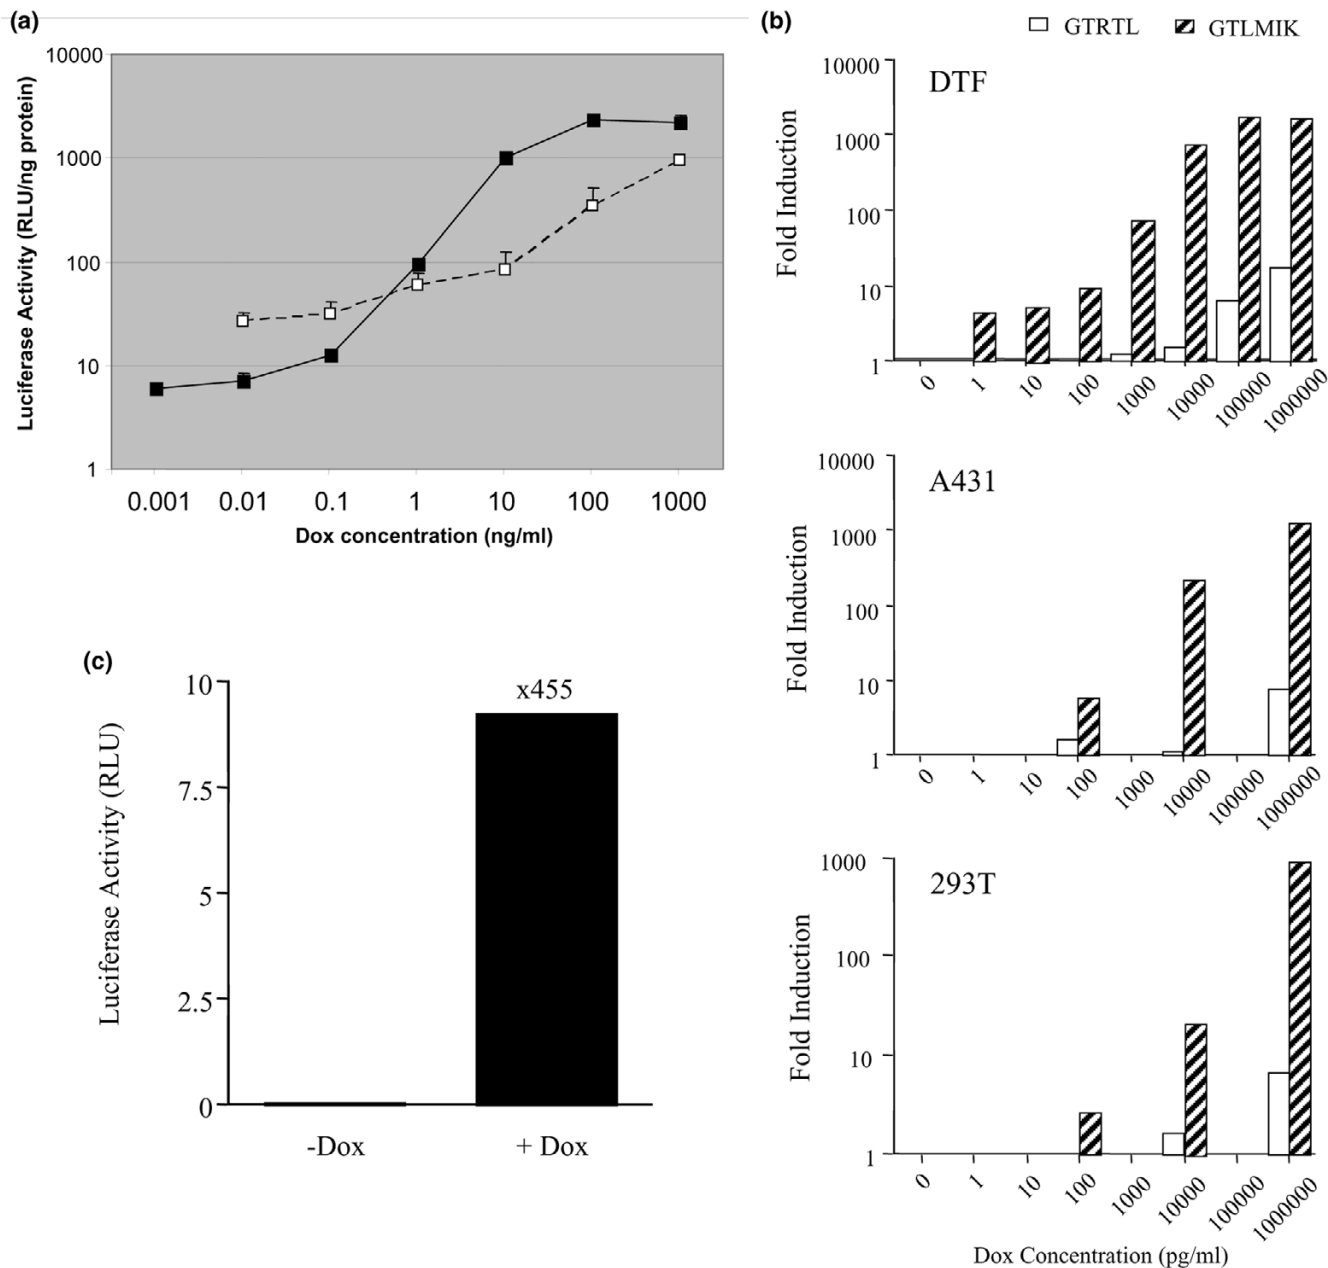 (a)
Luciferase Activity (RLU/ng protein)
10000
1000
100
10
1
0.001 0.01 0.1 1 10 100 1000
Dox concentration (ng/ml)
(b)
GTRTL GTLMIK
DTF
Fold Induction
10000
1000
100
10
1
0 1 10 100 1000 10000 100000 1000000
A431
Fold Induction
10000
1000
100
10
1
0 1 10 100 1000 10000 100000 1000000
293T
Fold Induction
1000
100
10
1
0 1 10 100 1000 10000 100000 1000000
Dox Concentration (pg/ml)
(c)
Luciferase Activity (RLU)
10
7.5
5
2.5
0
x455
-Dox + Dox